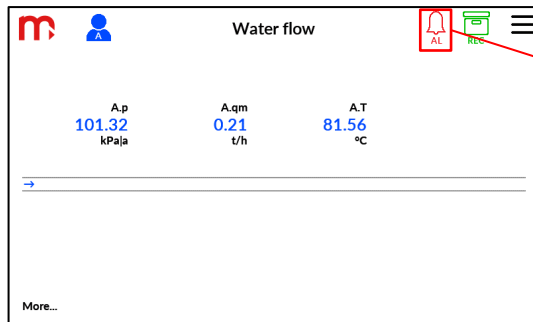 m A Water flow AL REC
A.p A.qm A.T
101.32 0.21 81.56
kPa|a t/h °C
→
More...